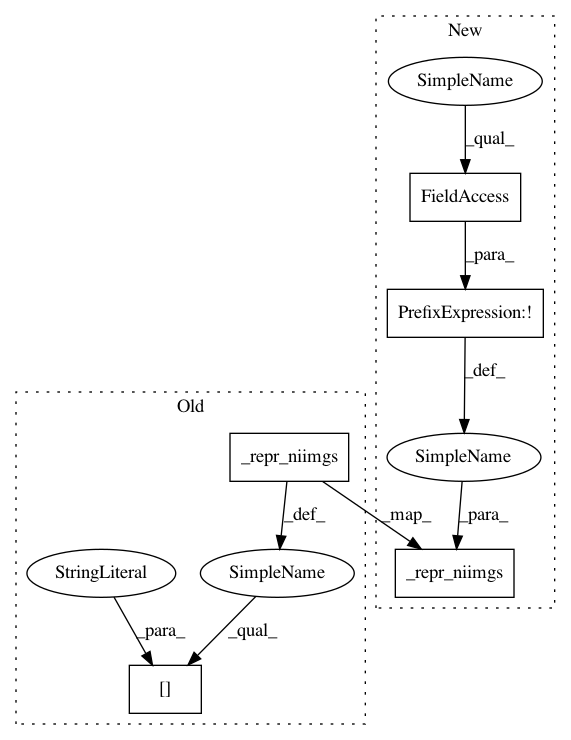 New
SimpleName
_qual_
FieldAccess
_para_
PrefixExpression:!
_def_
Old
_repr_niimgs
SimpleName
_def_
_map_
_para_
StringLiteral
SimpleName
_repr_niimgs
_para_
_qual_
[]